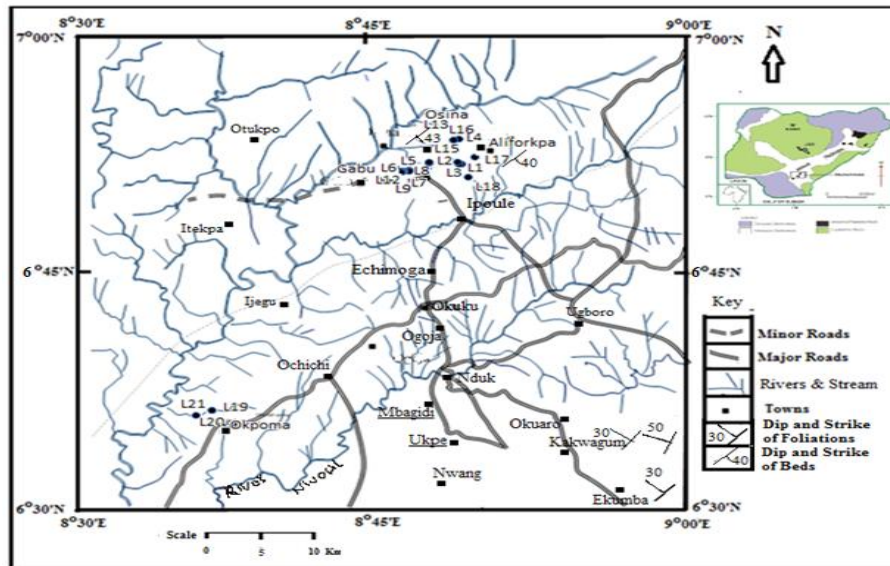 8°30'E
8°45'E
9°00'E
7°00'N
7°00'N
N
Osina
L13
43
L16
L4
Otukpo
L15
Aliforkpa
L5
L6
L8
L2
L1
L17
40
Gabu
L3
L12
L7
L9
L18
Ipoule
Itekpa
6°45'N
Echimoga
6°45'N
Key
Ijegu
Okuku
Ugboro
Minor Roads
Ogoja
Major Roads
Ochichi
Nduk
Rivers & Stream
L21
L19
Mbagidi
Towns
L20
Okpoma
Okuaro
30
50
30
Dip and Strike
of Foliations
Ukpe
Kakwagum
40
Dip and Strike
of Beds
Nwang
30
Ekumba
6°30'N
6°30'N
8°30'E
8°45'E
9°00'E
Scale
0
5
10 Km